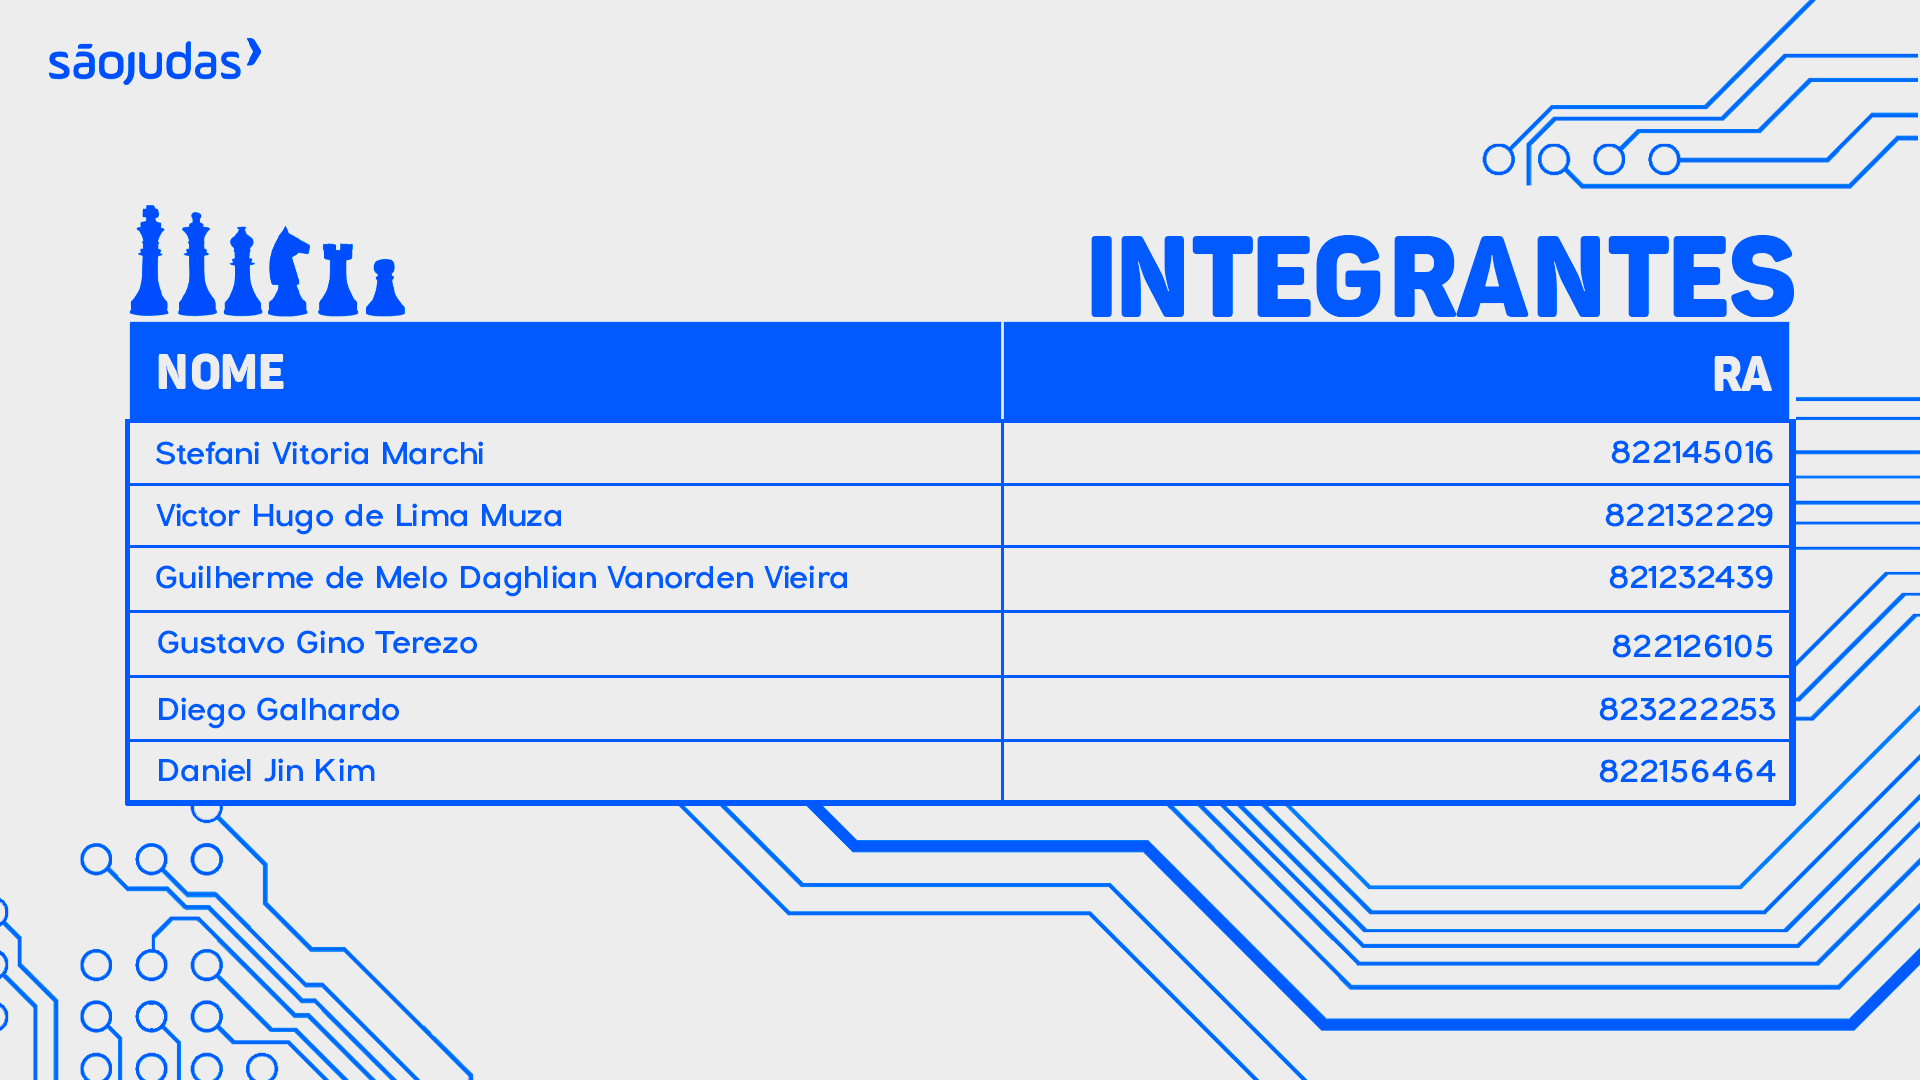 sãojudas
INTEGRANTES
NOME RA
Stefani Vitoria Marchi 822145016
Victor Hugo de Lima Muza 822132229
Guilherme de Melo Daghlian Vanorden Vieira 821232439
Gustavo Gino Terezo 822126105
Diego Galhardo 823222253
Daniel Jin Kim 822156464